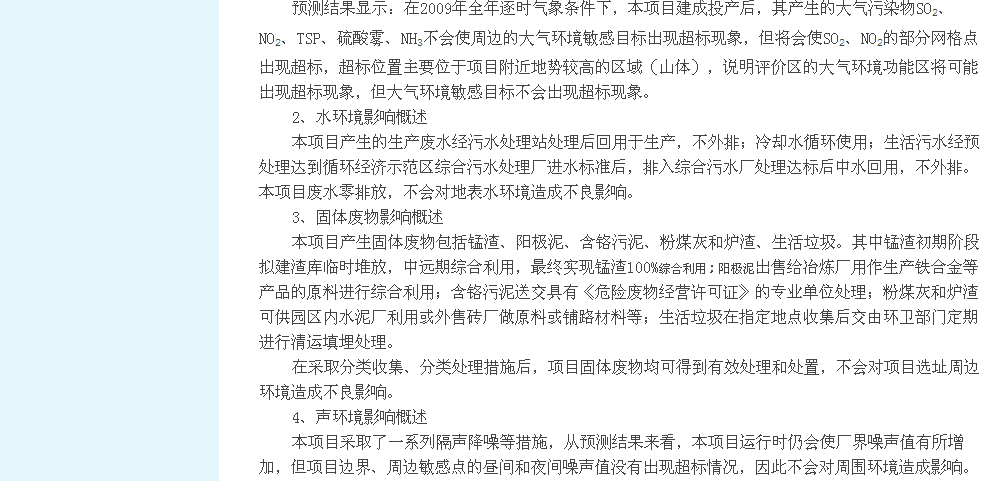 预测结果显示：在2009年全年逐时气象条件下，本项目建成投产后，其产生的大气污染物SO2、
NO2、TSP、硫酸雾、NH3不会使周边的大气环境敏感目标出现超标现象，但将会使SO2、NO2的部分网格点
出现超标，超标位置主要位于项目附近地势较高的区域（山体），说明评价区的大气环境功能区将可能
出现超标现象，但大气环境敏感目标不会出现超标现象。
2、水环境影响概述
本项目产生的生产废水经污水处理站处理后回用于生产，不外排；冷却水循环使用；生活污水经预
处理达到循环经济示范区综合污水处理厂进水标准后，排入综合污水厂处理达标后中水回用，不外排。
本项目废水零排放，不会对地表水环境造成不良影响。
3、固体废物影响概述
本项目产生固体废物包括锰渣、阳极泥、含铬污泥、粉煤灰和炉渣、生活垃圾。其中锰渣初期阶段
拟建渣库临时堆放，中远期综合利用，最终实现锰渣100%综合利用；阳极泥出售给冶炼厂用作生产铁合金等
产品的原料进行综合利用；含铬污泥送交具有《危险废物经营许可证》的专业单位处理；粉煤灰和炉渣
可供园区内水泥厂利用或外售砖厂做原料或铺路材料等；生活垃圾在指定地点收集后交由环卫部门定期
进行清运填埋处理。
在采取分类收集、分类处理措施后，项目固体废物均可得到有效处理和处置，不会对项目选址周边
环境造成不良影响。
4、声环境影响概述
本项目采取了一系列隔声降噪等措施，从预测结果来看，本项目运行时仍会使厂界噪声值有所增
加，但项目边界、周边敏感点的昼间和夜间噪声值没有出现超标情况，因此不会对周围环境造成影响。